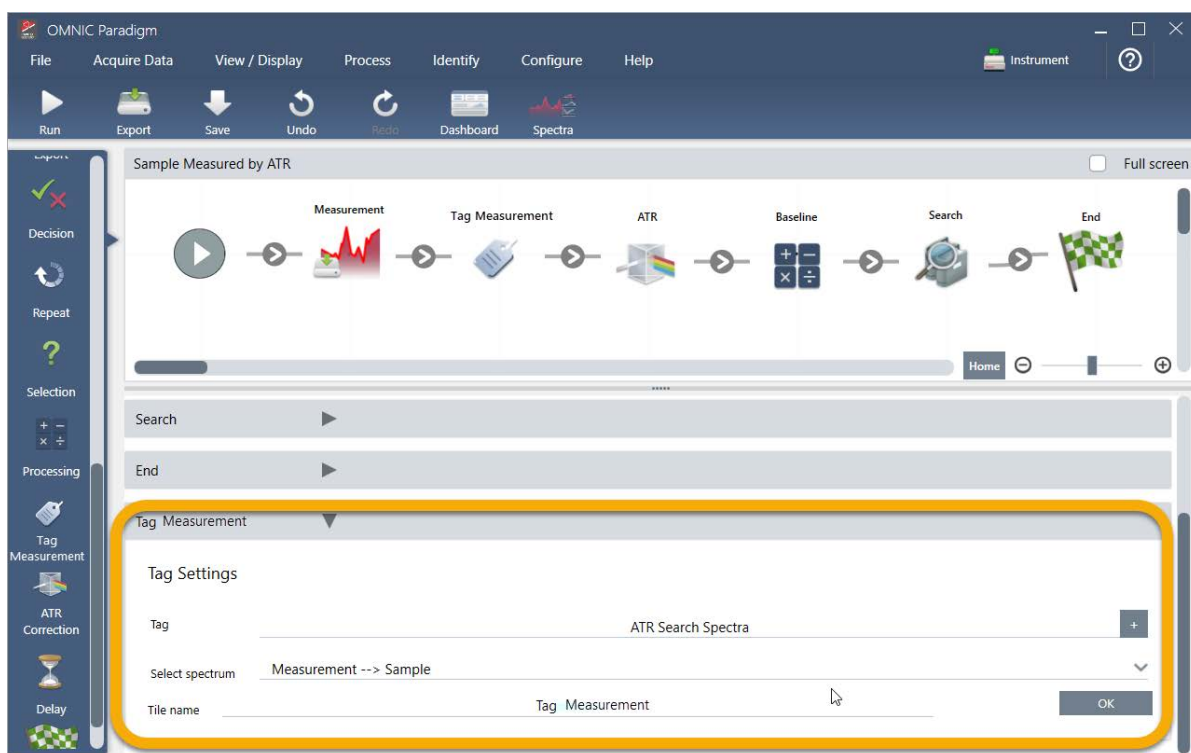 OMNIC Paradigm
File Acquire Data View / Display Process Identify Configure Help Instrument
Run Export Save Undo Redo Dashboard Spectra
Export
Decision
Repeat
Selection
Processing
Tag
Measurement
ATR
Correction
Delay
Sample Measured by ATR Full screen
Measurement Tag Measurement ATR Baseline Search End
Home
Search
End
Tag Measurement
Tag Settings
Tag ATR Search Spectra +
Select spectrum Measurement --> Sample
Tile name Tag Measurement OK